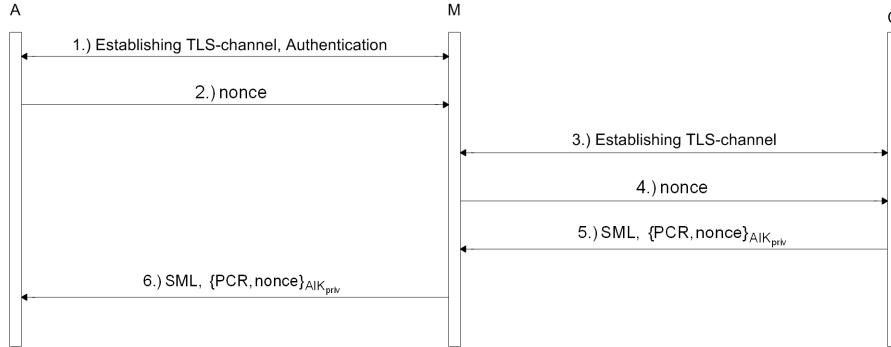 A
M
1.) Establishing TLS-channel, Authentication
2.) nonce
3.) Establishing TLS-channel
4.) nonce
5.) SML, {PCR, nonce}AIKpriv
6.) SML, {PCR, nonce}AIKpriv